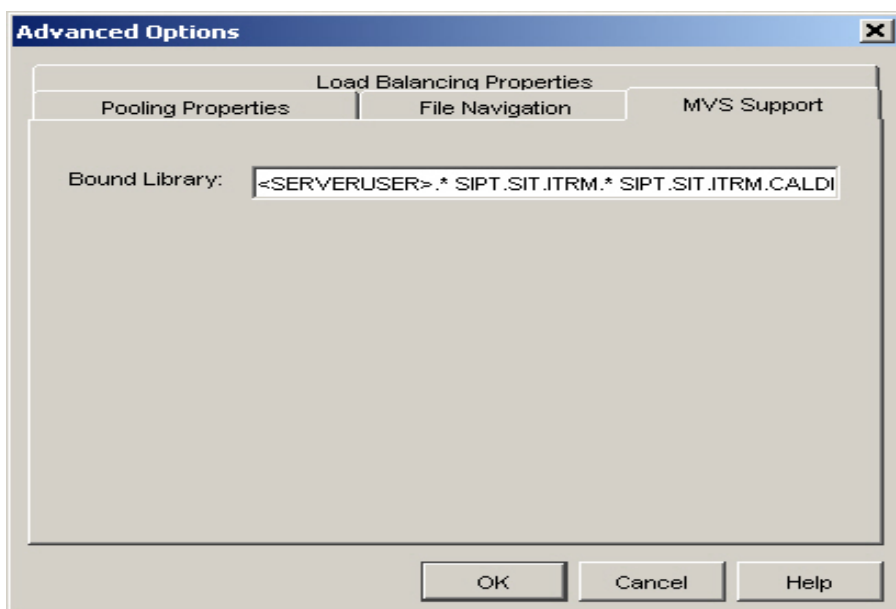 Advanced Options
Load Balancing Properties
Pooling Properties File Navigation MVS Support
Bound Library: <SERVERUSER>.* SIPT.SIT.ITRM.* SIPT.SIT.ITRM.CALDI
OK Cancel Help